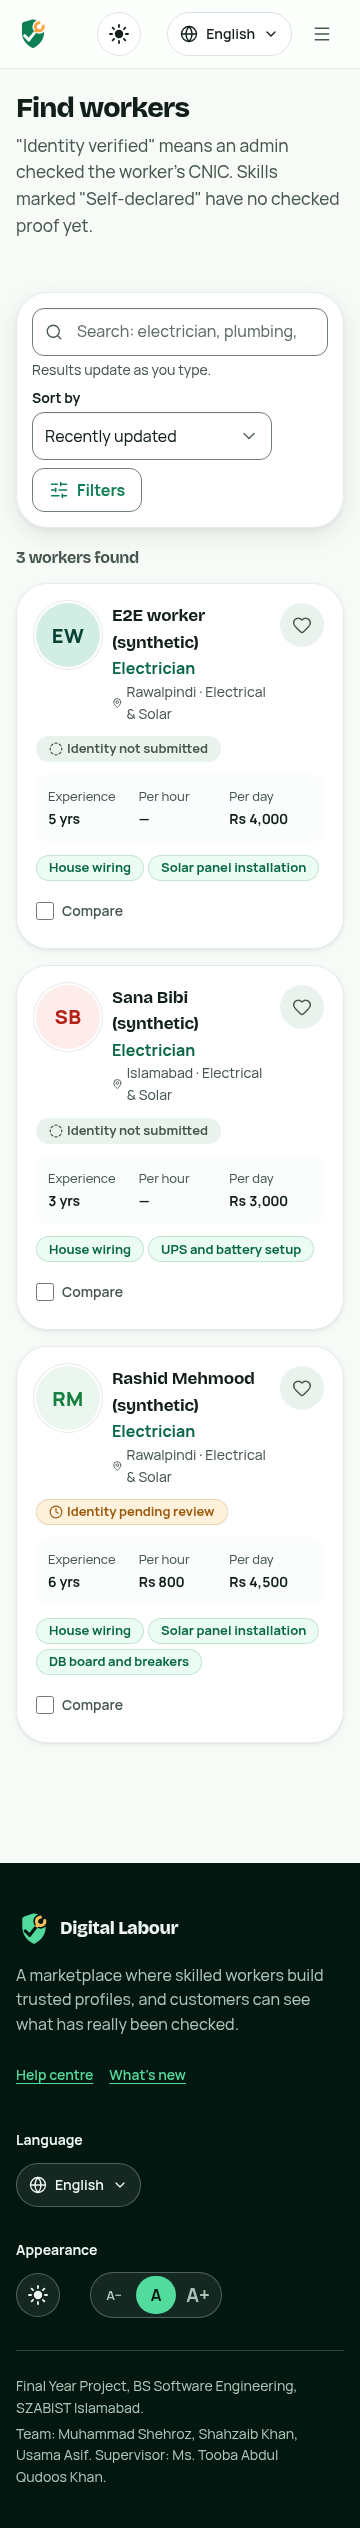 English
Find workers
"Identity verified" means an admin
checked the worker's CNIC. Skills
marked "Self-declared" have no checked
proof yet.
Search: electrician, plumbing,
Results update as you type.
Sort by
Recently updated
Filters
3 workers found
EW
E2E worker
(synthetic)
Electrician
Rawalpindi · Electrical
& Solar
Identity not submitted
Experience Per hour Per day
5 yrs — Rs 4,000
House wiring Solar panel installation
Compare
SB
Sana Bibi
(synthetic)
Electrician
Islamabad · Electrical
& Solar
Identity not submitted
Experience Per hour Per day
3 yrs — Rs 3,000
House wiring UPS and battery setup
Compare
RM
Rashid Mehmood
(synthetic)
Electrician
Rawalpindi · Electrical
& Solar
Identity pending review
Experience Per hour Per day
6 yrs Rs 800 Rs 4,500
House wiring Solar panel installation
DB board and breakers
Compare
Digital Labour
A marketplace where skilled workers build
trusted profiles, and customers can see
what has really been checked.
Help centre What's new
Language
English
Appearance
A− A A+
Final Year Project, BS Software Engineering,
SZABIST Islamabad.
Team: Muhammad Shehroz, Shahzaib Khan,
Usama Asif. Supervisor: Ms. Tooba Abdul
Qudoos Khan.